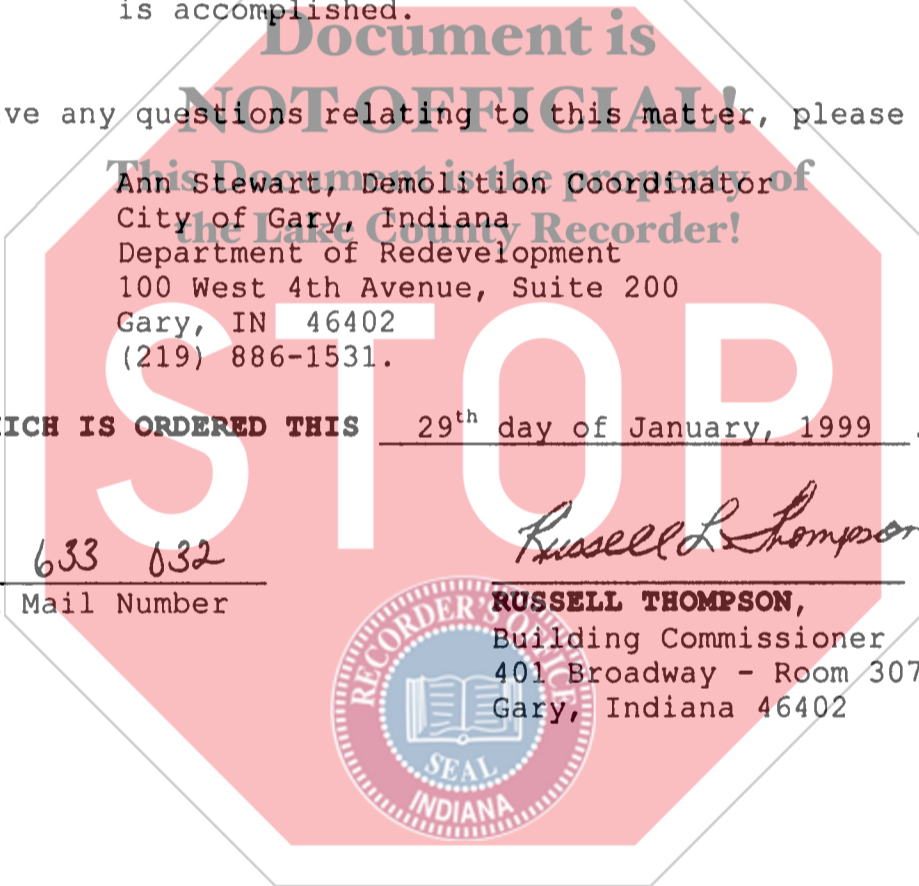 is accomplished.
Document is
NOT OFFICIAL!
ve any questions relating to this matter, please
This Document is the property of
the Lake County Recorder!
Ann Stewart, Demolition Coordinator
City of Gary, Indiana
Department of Redevelopment
100 West 4th Avenue, Suite 200
Gary, IN 46402
(219) 886-1531.
STOP
ICH IS ORDERED THIS 29th day of January, 1999 .
633 632
Mail Number
Russell L Thompson
RUSSELL THOMPSON,
Building Commissioner
401 Broadway - Room 307
Gary, Indiana 46402
RECORDER'S OFFICE
SEAL
INDIANA